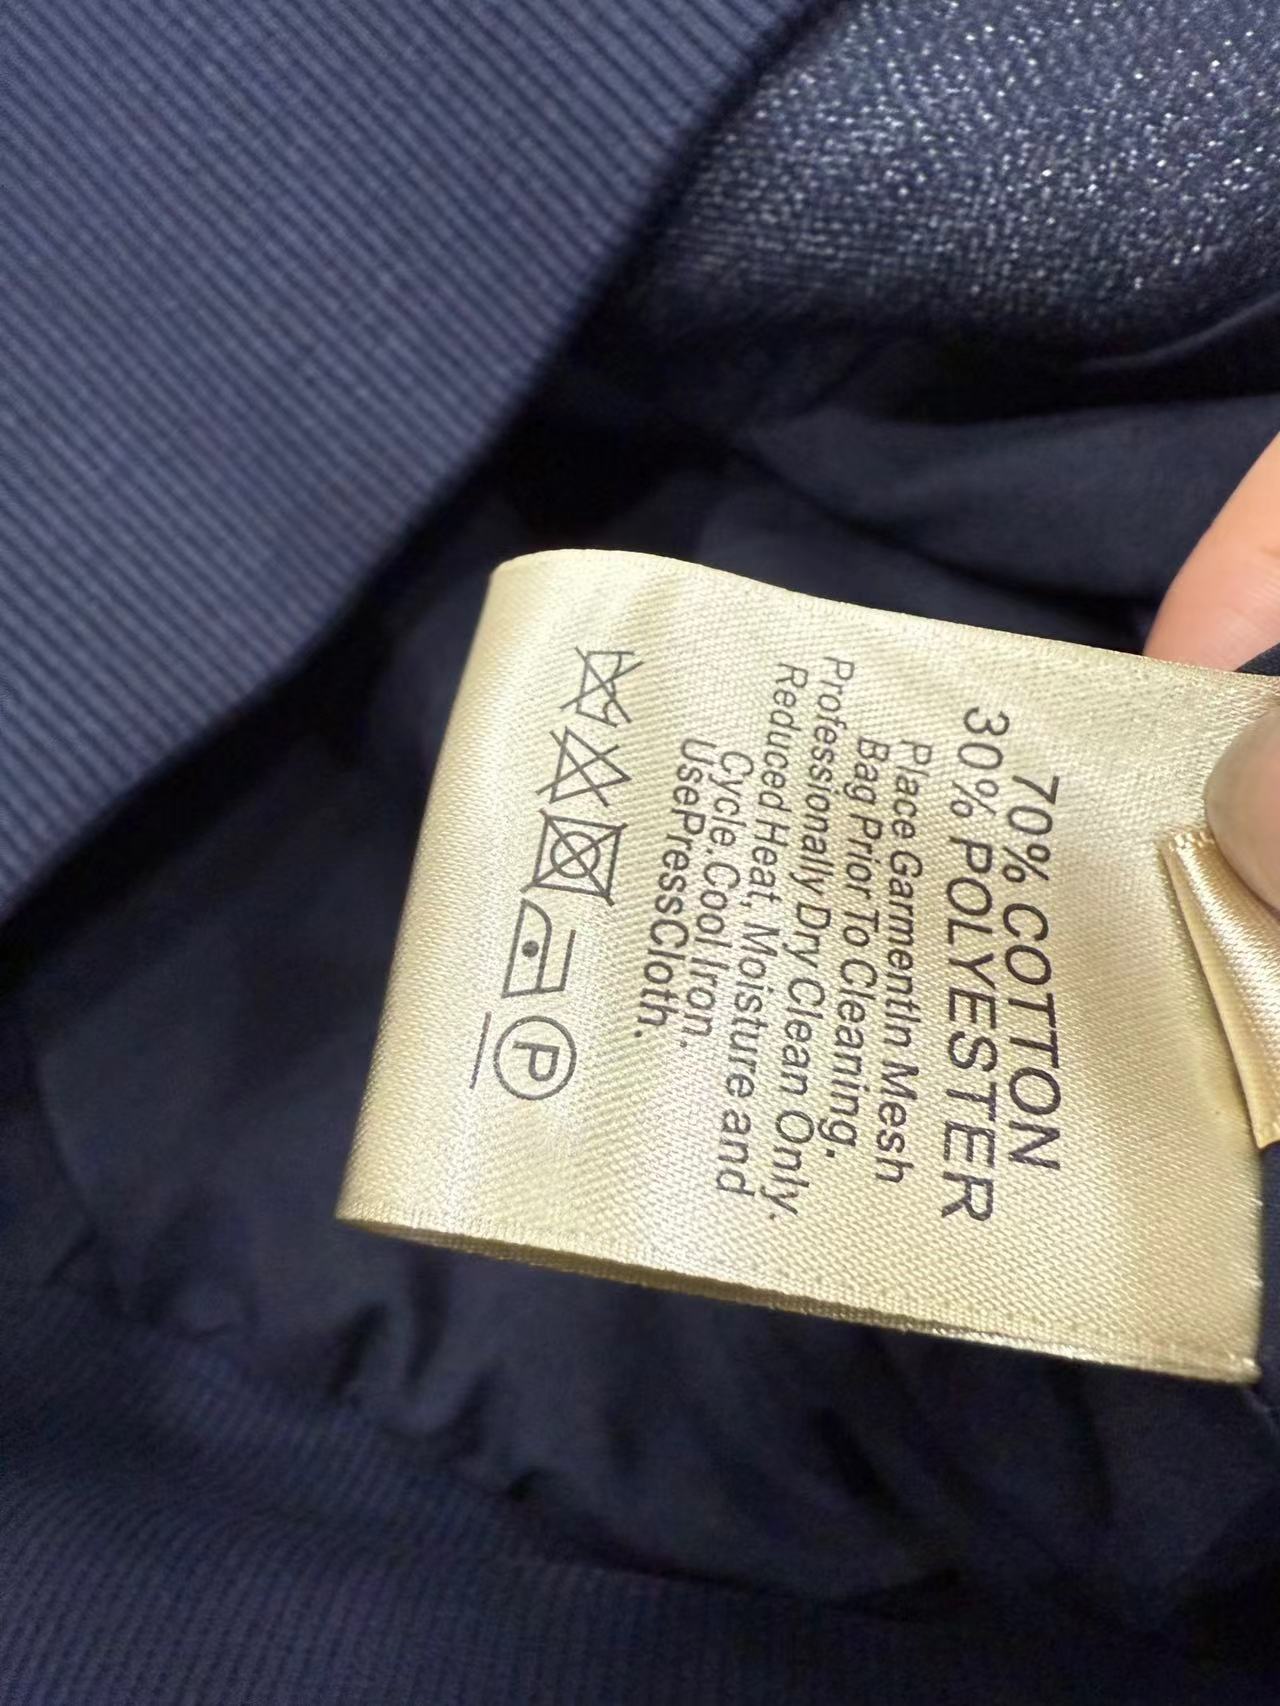 70% COTTON
30% POLYESTER
Place GarmentIn Mesh
Bag Prior To Cleaning.
Professionally Dry Clean Only.
Reduced Heat, Moisture and
Cycle.Cool Iron.
UsePressCloth.
P